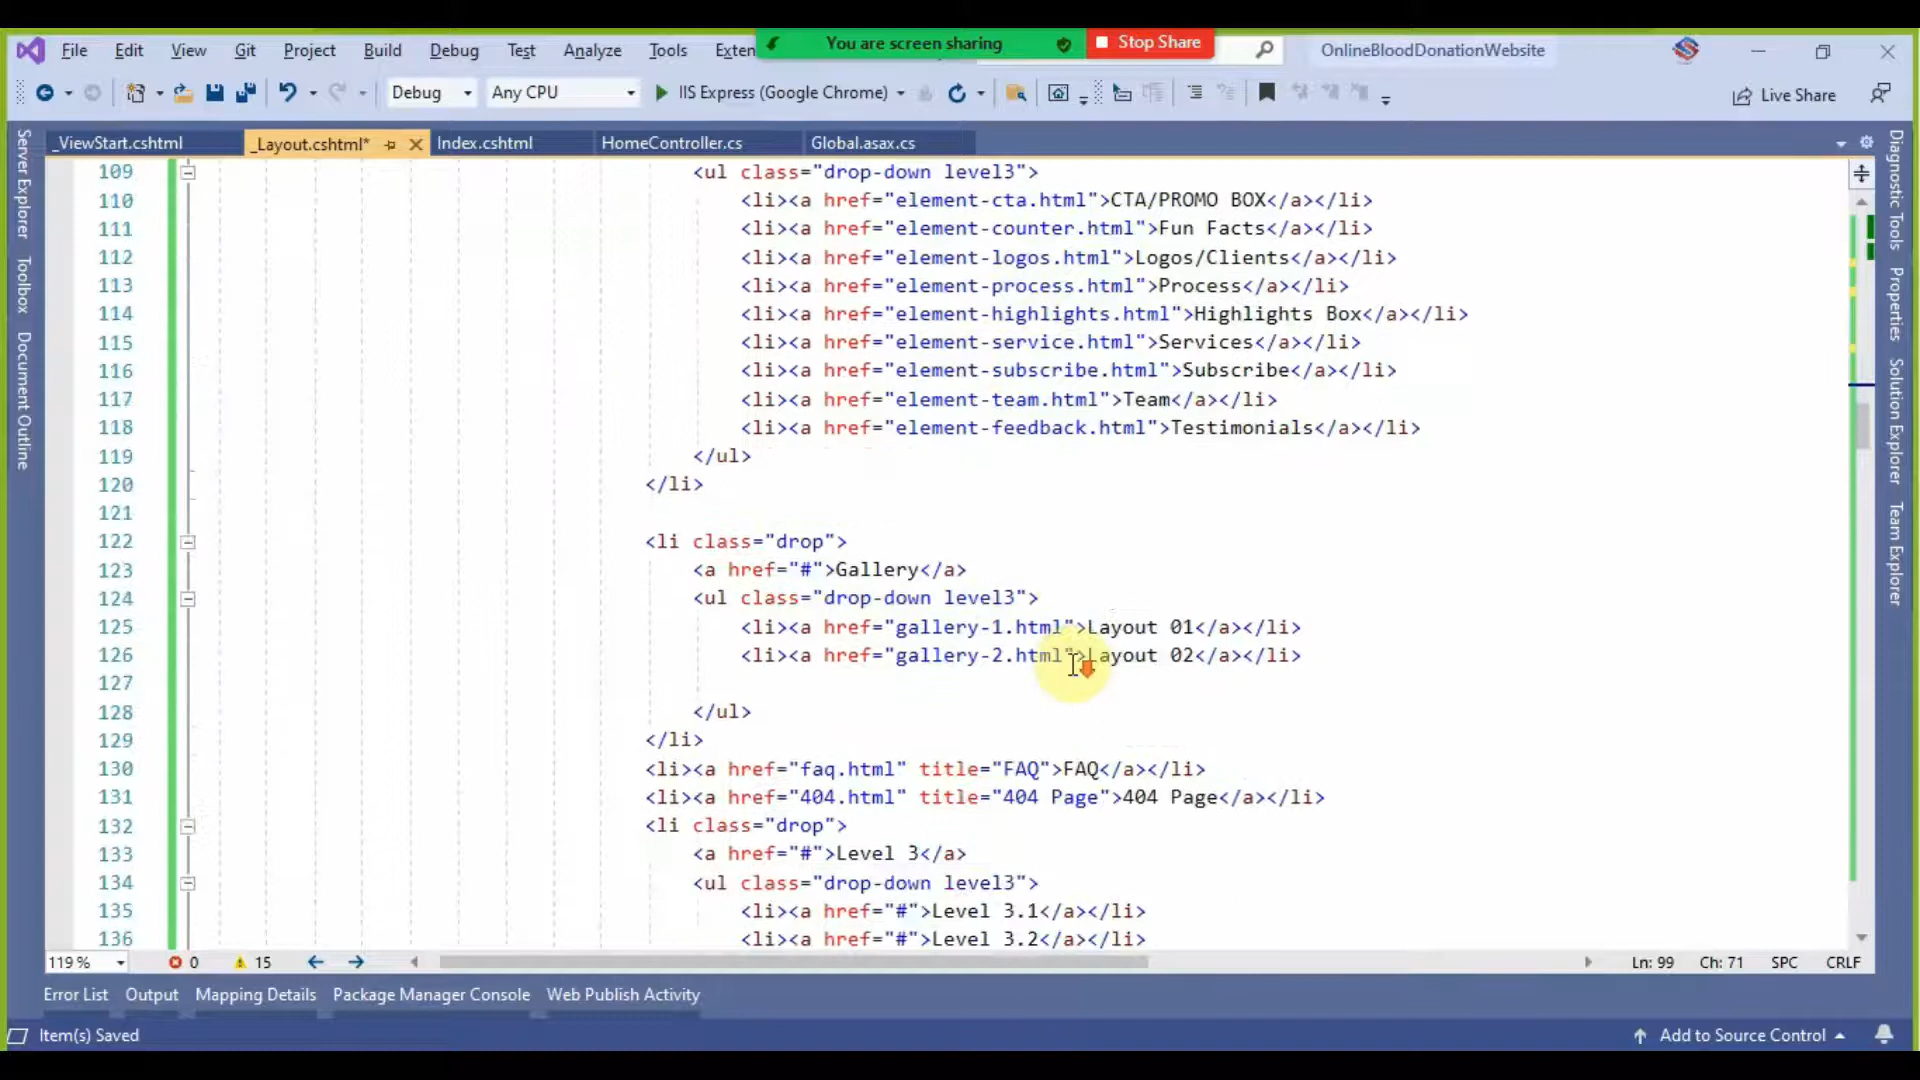 File Edit View Git Project Build Debug Test Analyze Tools Exten
You are screen sharing
Stop Share
OnlineBloodDonationWebsite
Debug
Any CPU
IIS Express (Google Chrome)
Live Share
_ViewStart.cshtml
_Layout.cshtml*
Index.cshtml
HomeController.cs
Global.asax.cs
Server Explorer
Toolbox
Document Outline
109 <ul class="drop-down level3">
110 <li><a href="element-cta.html">CTA/PROMO BOX</a></li>
111 <li><a href="element-counter.html">Fun Facts</a></li>
112 <li><a href="element-logos.html">Logos/Clients</a></li>
113 <li><a href="element-process.html">Process</a></li>
114 <li><a href="element-highlights.html">Highlights Box</a></li>
115 <li><a href="element-service.html">Services</a></li>
116 <li><a href="element-subscribe.html">Subscribe</a></li>
117 <li><a href="element-team.html">Team</a></li>
118 <li><a href="element-feedback.html">Testimonials</a></li>
119 </ul>
120 </li>
121
122 <li class="drop">
123 <a href="#">Gallery</a>
124 <ul class="drop-down level3">
125 <li><a href="gallery-1.html">Layout 01</a></li>
126 <li><a href="gallery-2.html">Layout 02</a></li>
127
128 </ul>
129 </li>
130 <li><a href="faq.html" title="FAQ">FAQ</a></li>
131 <li><a href="404.html" title="404 Page">404 Page</a></li>
132 <li class="drop">
133 <a href="#">Level 3</a>
134 <ul class="drop-down level3">
135 <li><a href="#">Level 3.1</a></li>
136 <li><a href="#">Level 3.2</a></li>
Diagnostic Tools
Properties
Solution Explorer
Team Explorer
119 %
0
15
Ln: 99
Ch: 71
SPC
CRLF
Error List
Output
Mapping Details
Package Manager Console
Web Publish Activity
Item(s) Saved
Add to Source Control